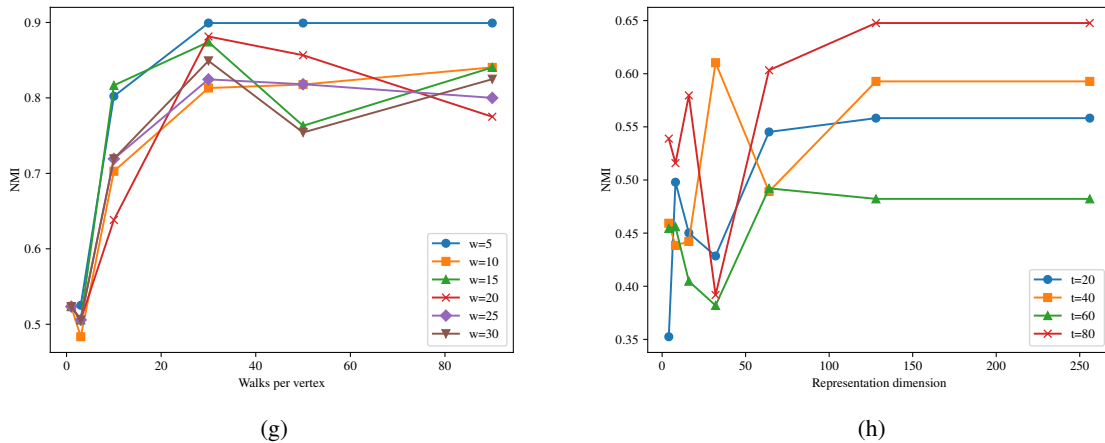 0.9
0.8
0.7
0.6
0.5
NMI
0
20
40
60
80
Walks per vertex
w=5
w=10
w=15
w=20
w=25
w=30
(g)
0.65
0.60
0.55
0.50
0.45
0.40
0.35
NMI
0
50
100
150
200
250
Representation dimension
t=20
t=40
t=60
t=80
(h)